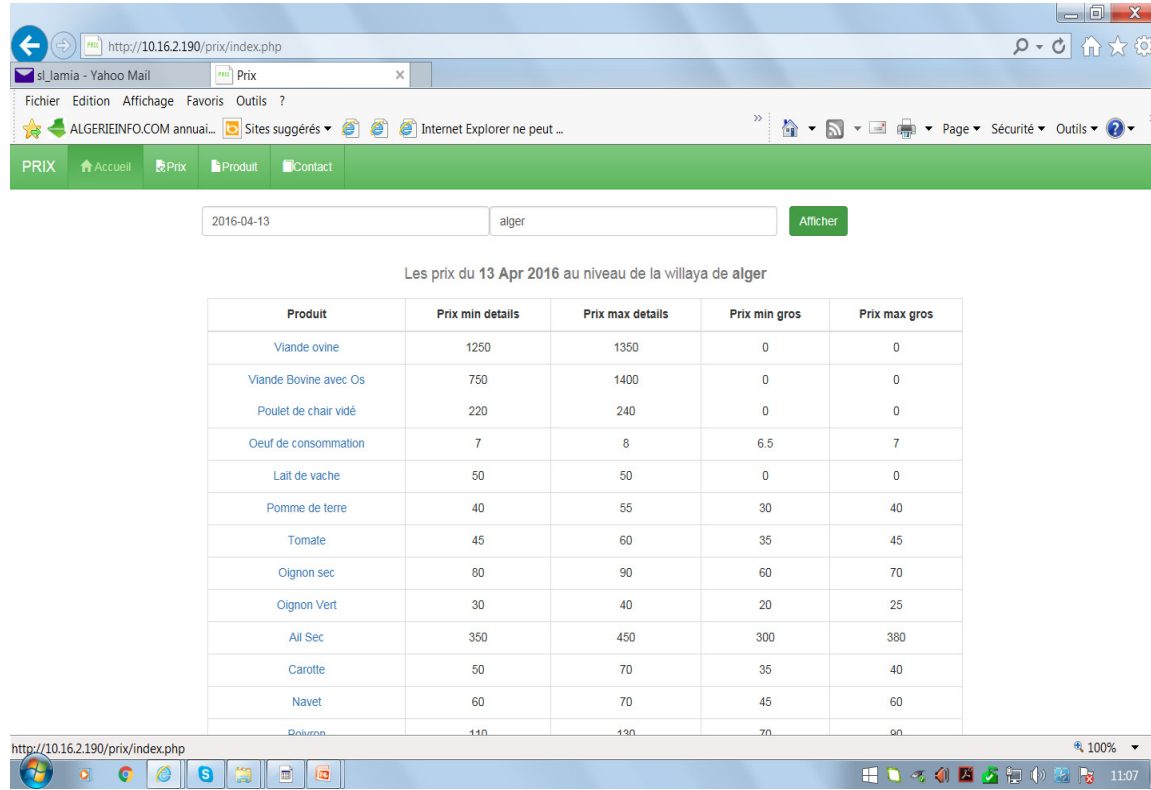 http://10.16.2.190/prix/index.php
sl_lamia - Yahoo Mail Prix
Fichier Edition Affichage Favoris Outils ?
ALGERIEINFO.COM annuai... Sites suggérés Internet Explorer ne peut ... Page Sécurité Outils
PRIX Accueil Prix Produit Contact
2016-04-13 alger Afficher
Les prix du 13 Apr 2016 au niveau de la willaya de alger
Produit Prix min details Prix max details Prix min gros Prix max gros
Viande ovine 1250 1350 0 0
Viande Bovine avec Os 750 1400 0 0
Poulet de chair vidé 220 240 0 0
Oeuf de consommation 7 8 6.5 7
Lait de vache 50 50 0 0
Pomme de terre 40 55 30 40
Tomate 45 60 35 45
Oignon sec 80 90 60 70
Oignon Vert 30 40 20 25
Ail Sec 350 450 300 380
Carotte 50 70 35 40
Navet 60 70 45 60
Poivron 110 130 70 90
http://10.16.2.190/prix/index.php 100%
11:07